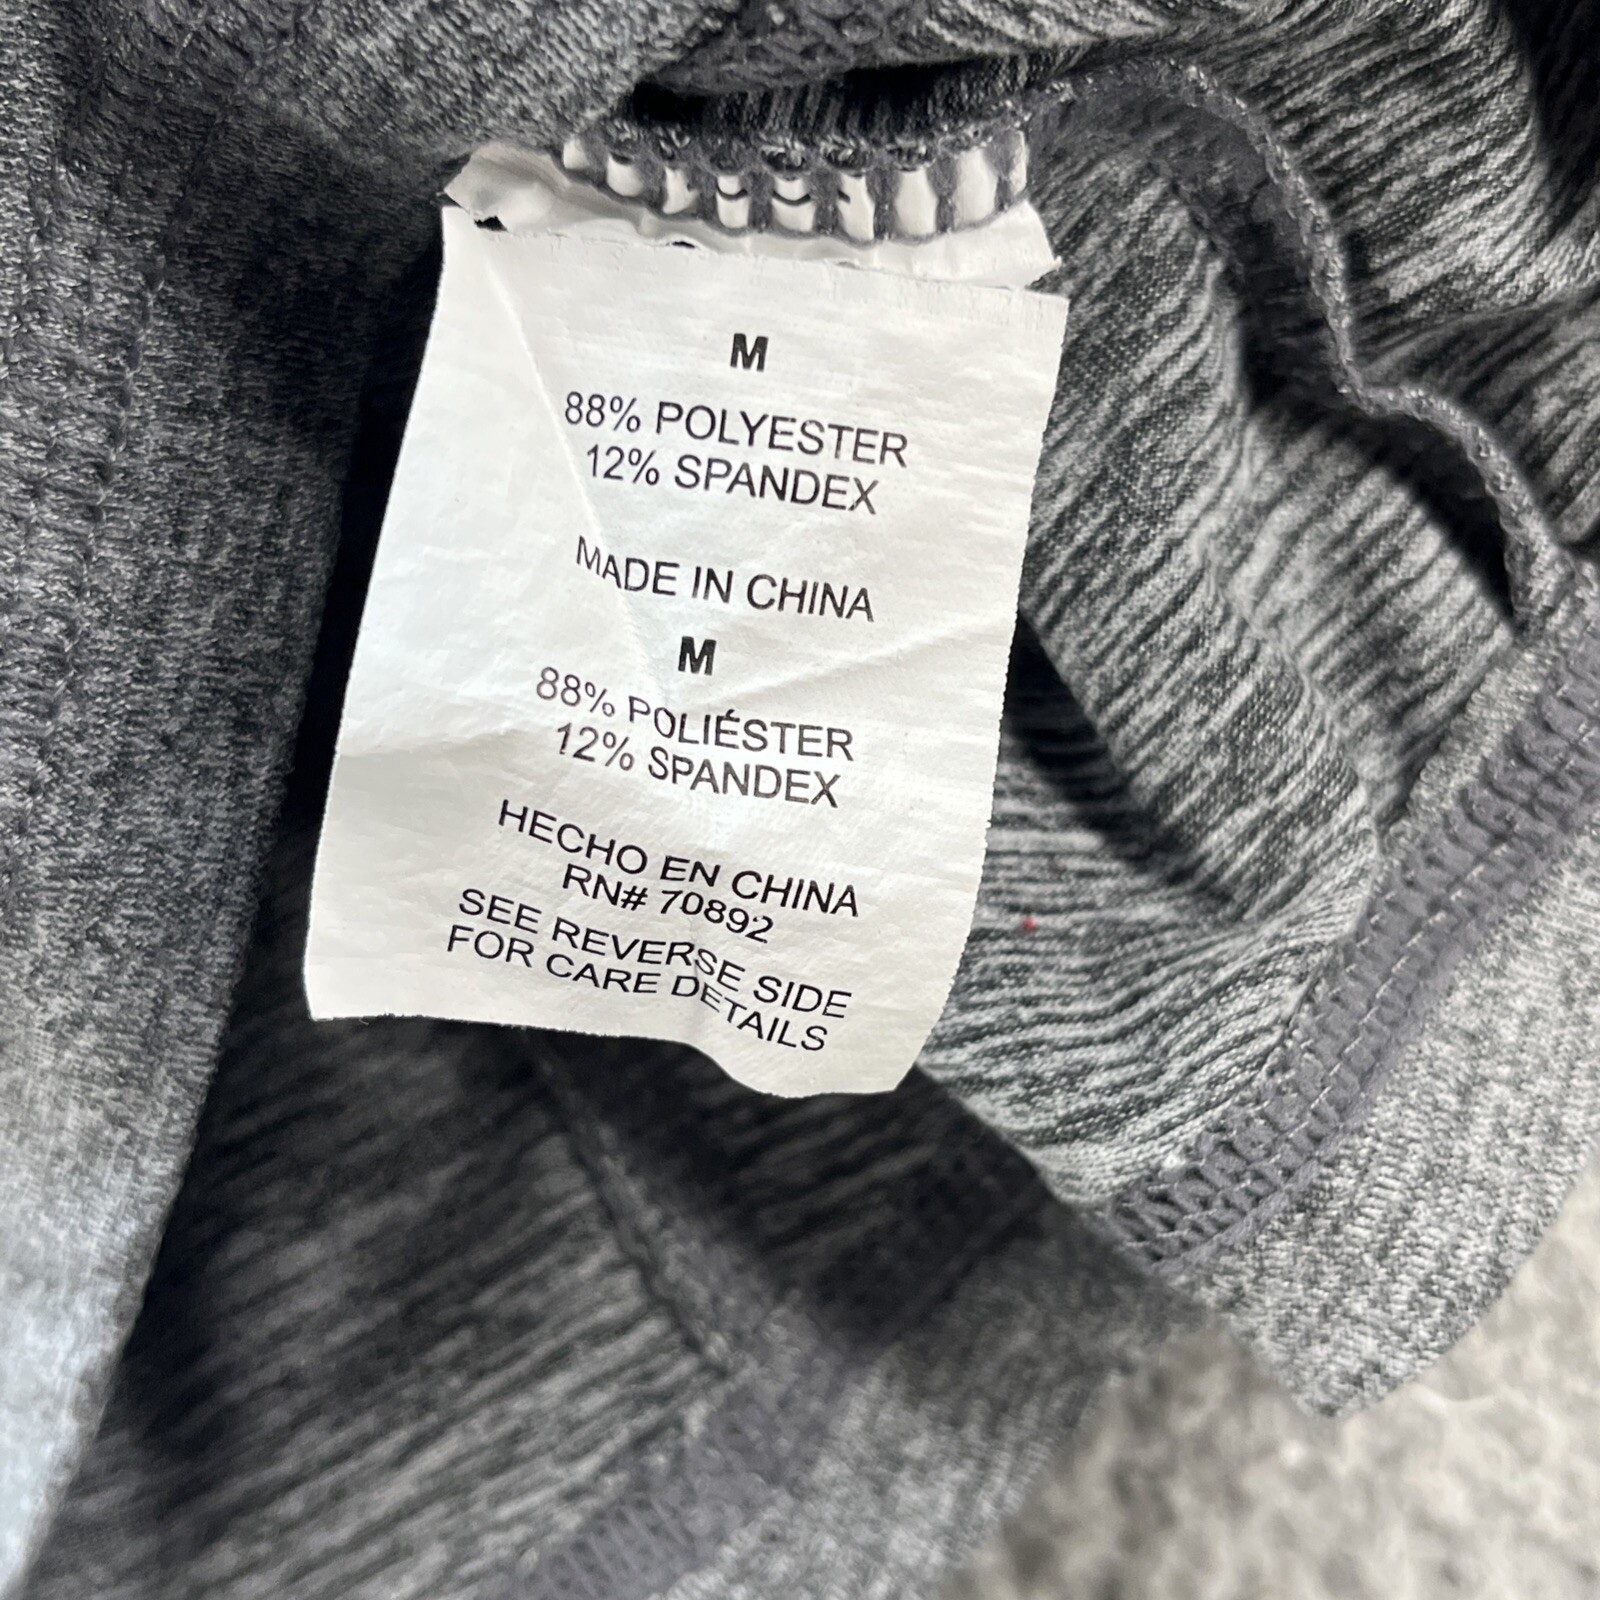 M
88% POLYESTER
12% SPANDEX
MADE IN CHINA
M
88% POLIÉSTER
12% SPANDEX
HECHO EN CHINA
RN# 70892
SEE REVERSE SIDE
FOR CARE DETAILS